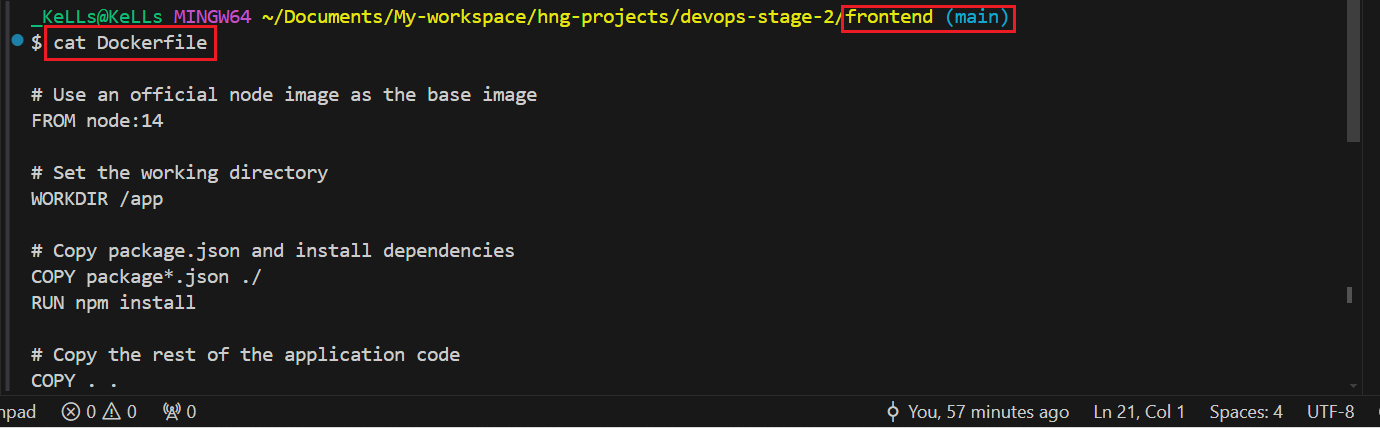 _KeLLs@KeLLs MINGW64 ~/Documents/My-workspace/hng-projects/devops-stage-2/frontend (main)
$ cat Dockerfile
# Use an official node image as the base image
FROM node:14
# Set the working directory
WORKDIR /app
# Copy package.json and install dependencies
COPY package*.json ./
RUN npm install
# Copy the rest of the application code
COPY . .
npad 0 0 0 You, 57 minutes ago Ln 21, Col 1 Spaces: 4 UTF-8